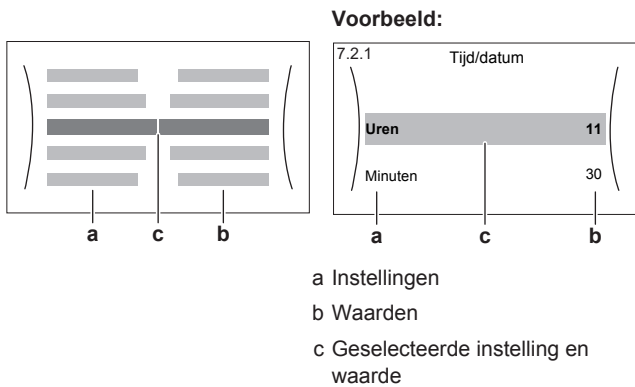 Voorbeeld:
7.2.1 Tijd/datum
Uren 11
Minuten 30
a c b
a c b
a Instellingen
b Waarden
c Geselecteerde instelling en
waarde